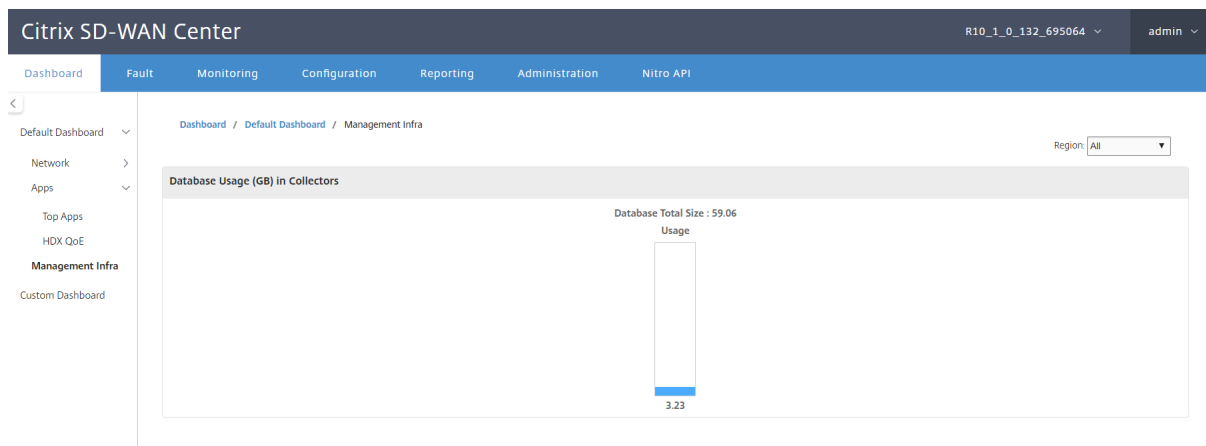 Citrix SD-WAN Center
R10_1_0_132_695064
admin
Dashboard Fault Monitoring Configuration Reporting Administration Nitro API
Default Dashboard
Network
Apps
Top Apps
HDX QoE
Management Infra
Custom Dashboard
Dashboard / Default Dashboard / Management Infra
Region: All
Database Usage (GB) in Collectors
Database Total Size : 59.06
Usage
3.23